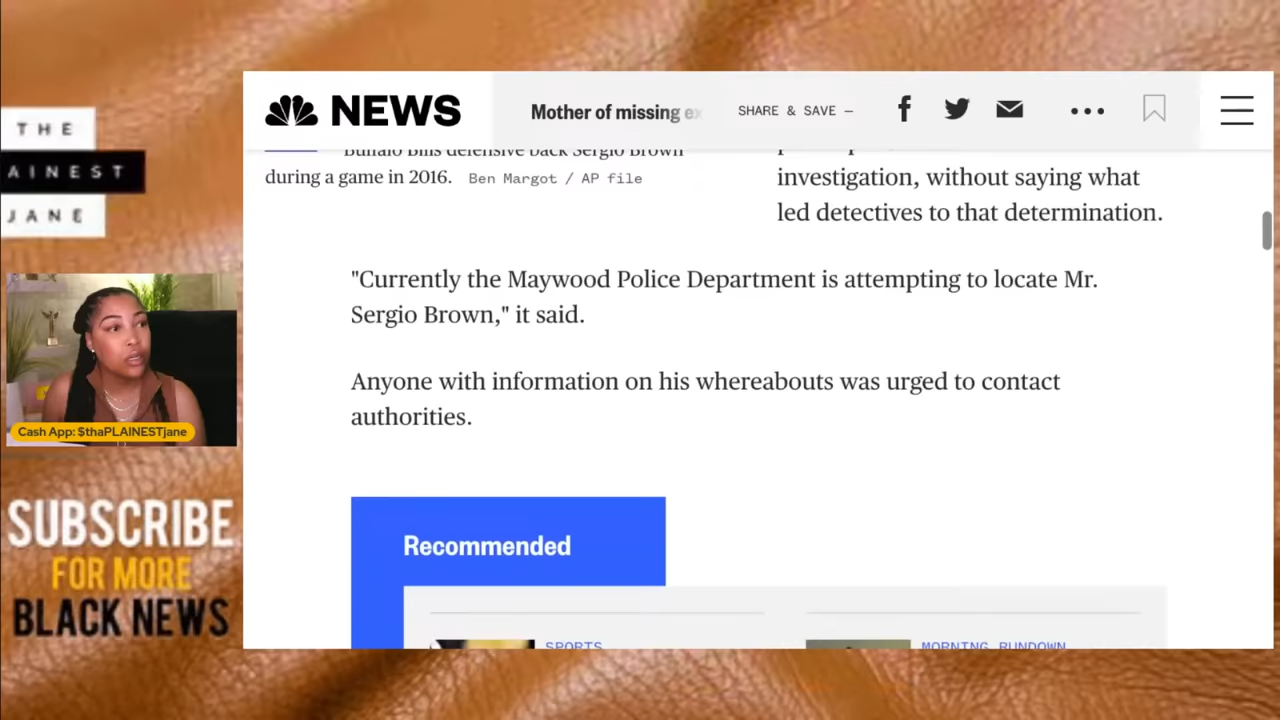 THE
AINEST
JANE
Cash App: $thaPLAINESTjane
SUBSCRIBE
FOR MORE
BLACK NEWS
NEWS
Mother of missing ex
SHARE & SAVE —
Buffalo Bills defensive back Sergio Brown
during a game in 2016. Ben Margot / AP file
investigation, without saying what
led detectives to that determination.
"Currently the Maywood Police Department is attempting to locate Mr.
Sergio Brown," it said.
Anyone with information on his whereabouts was urged to contact
authorities.
Recommended
SPORTS
MORNING RUNDOWN